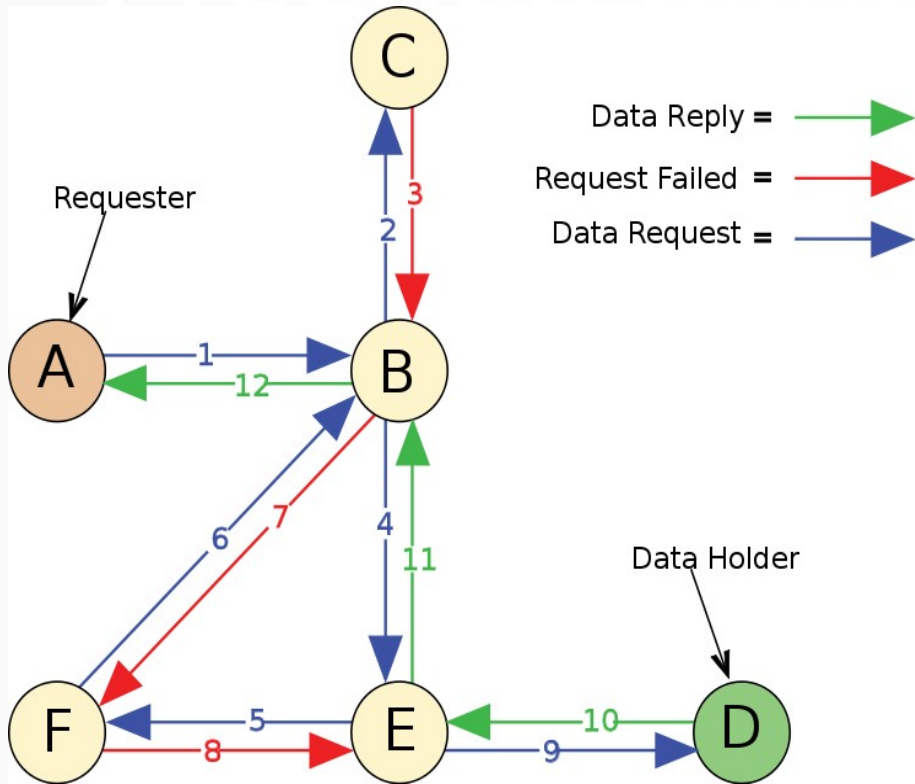 C
Data Reply =
Request Failed =
Data Request =
Requester
3
2
A
1
12
B
6
7
4
11
Data Holder
F
5
8
E
10
9
D